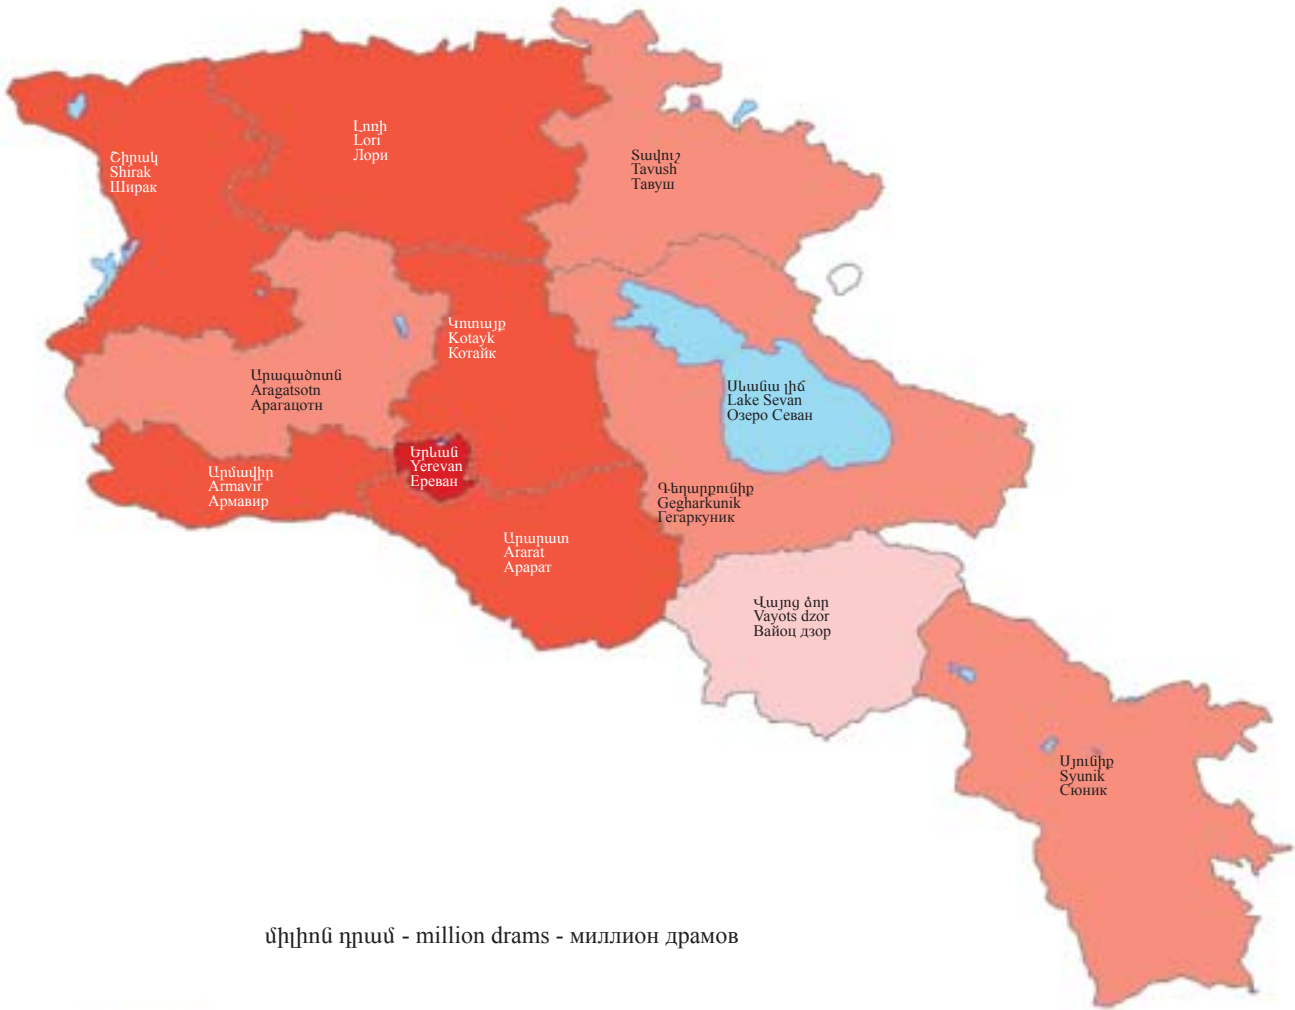 Լոռի
Lori
Лори
Շիրակ
Shirak
Ширак
Տավուշ
Tavush
Тавуш
Կոտայք
Kotayk
Котайк
Արագածոտն
Aragatsotn
Арагацотн
Սևանա լիճ
Lake Sevan
Озеро Севан
Երևան
Yerevan
Ереван
Արմավիր
Armavir
Армавир
Գեղարքունիք
Gegharkunik
Гегаркуник
Արարատ
Ararat
Арарат
Վայոց ձոր
Vayots dzor
Вайоц дзор
Սյունիք
Syunik
Сюник
միլիոն դրամ - million drams - миллион драмов